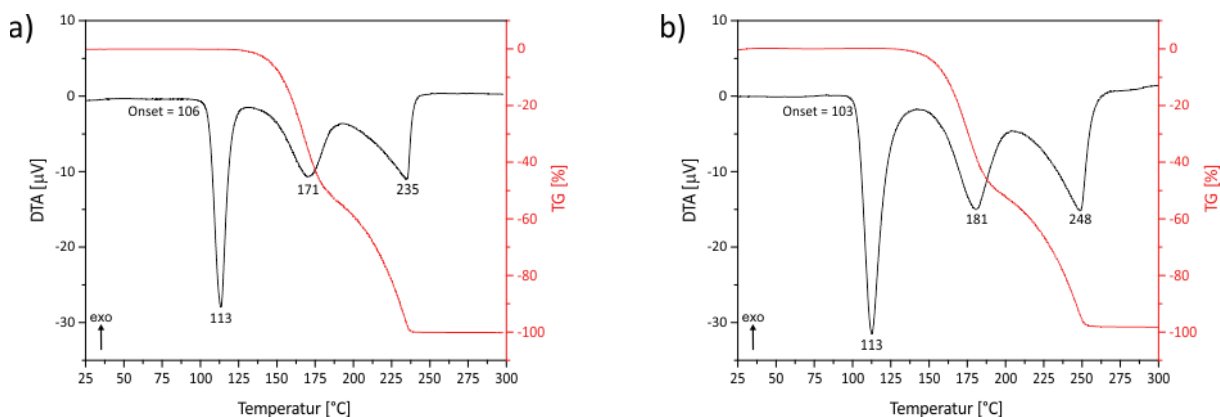 a)
10
0
-10
-20
-30
DTA [µV]
Onset = 106
113
171
235
exo
0
-20
-40
-60
-80
-100
TG [%]
25 50 75 100 125 150 175 200 225 250 275 300
Temperatur [°C]
b)
10
0
-10
-20
-30
DTA [µV]
Onset = 103
113
181
248
exo
0
-20
-40
-60
-80
-100
TG [%]
25 50 75 100 125 150 175 200 225 250 275 300
Temperatur [°C]